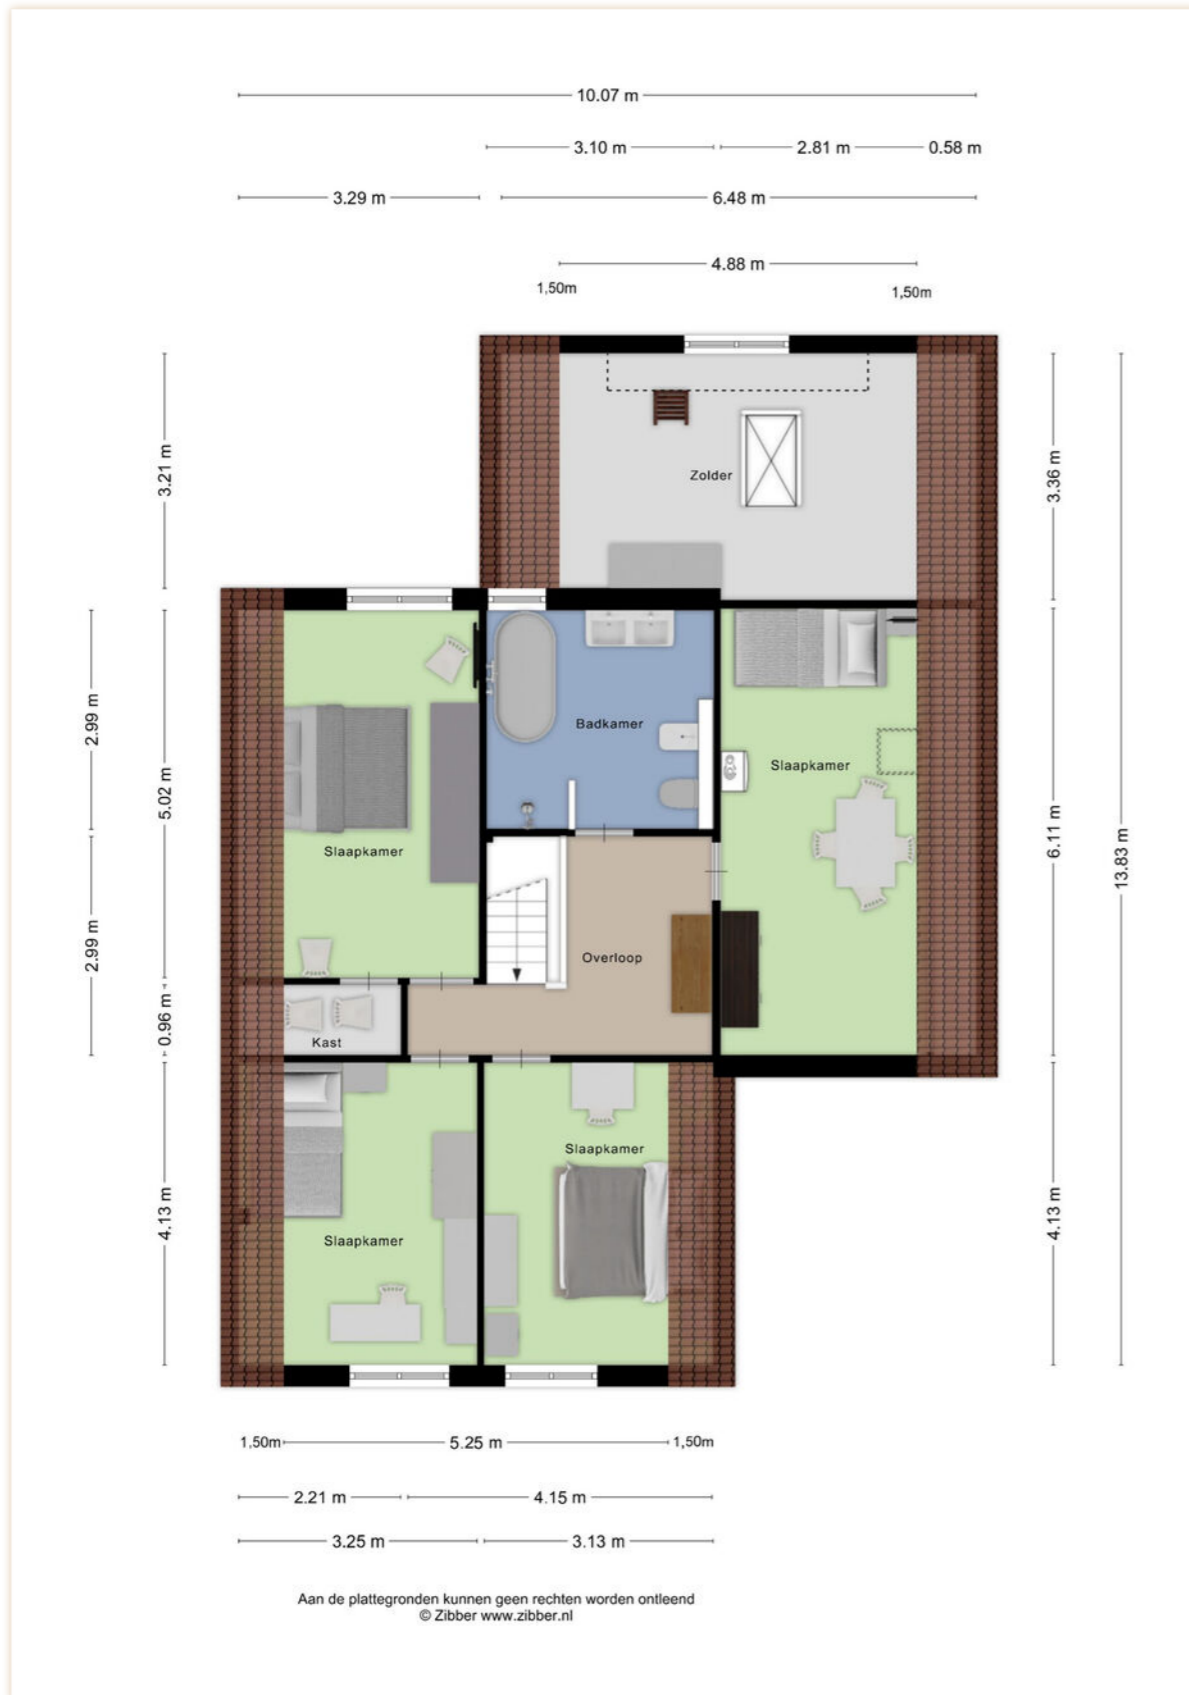 10.07 m
3.10 m
2.81 m
0.58 m
3.29 m
6.48 m
4.88 m
1,50m
1,50m
3.21 m
3.36 m
Zolder
2.99 m
Badkamer
Slaapkamer
5.02 m
6.11 m
13.83 m
Slaapkamer
2.99 m
Overloop
0.96 m
Kast
Slaapkamer
4.13 m
4.13 m
Slaapkamer
1,50m
5.25 m
1,50m
2.21 m
4.15 m
3.25 m
3.13 m
Aan de plattegronden kunnen geen rechten worden ontleend
© Zibber www.zibber.nl